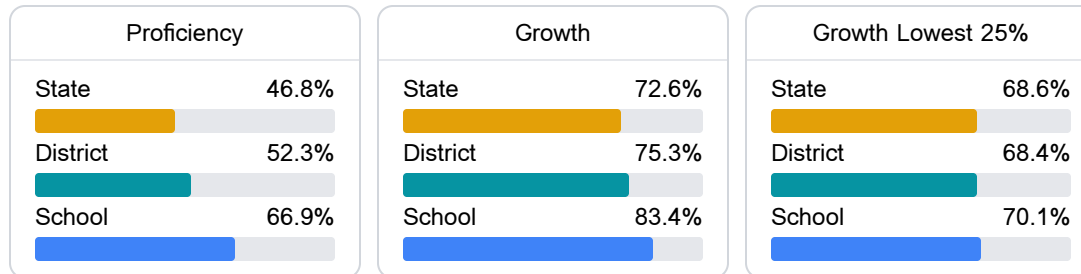 Proficiency
State 46.8%
District 52.3%
School 66.9%
Growth
State 72.6%
District 75.3%
School 83.4%
Growth Lowest 25%
State 68.6%
District 68.4%
School 70.1%